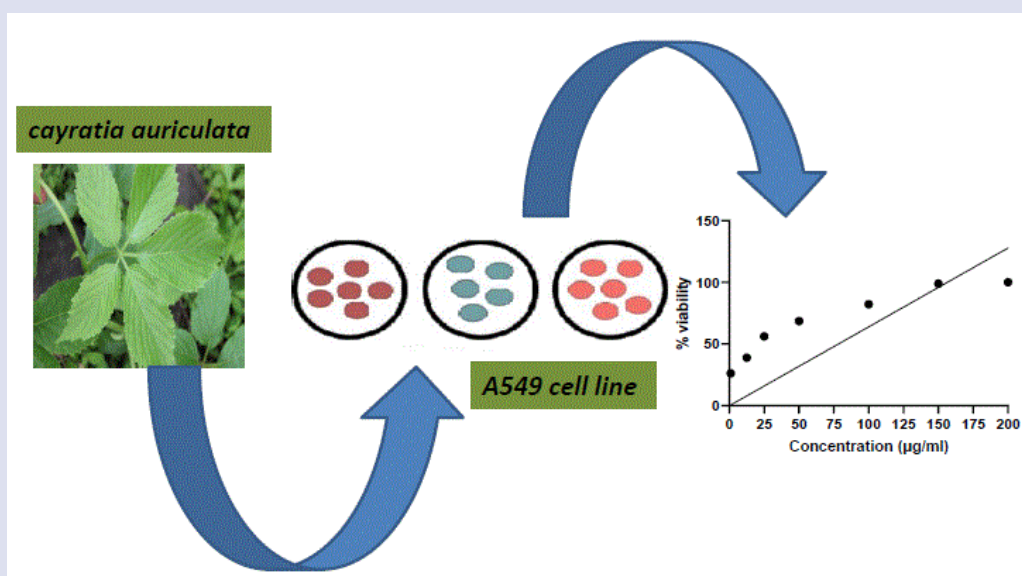 cayratia auriculata
A549 cell line
% viability
150
100
50
0
0 25 50 75 100 125 150 175 200
Concentration (µg/ml)